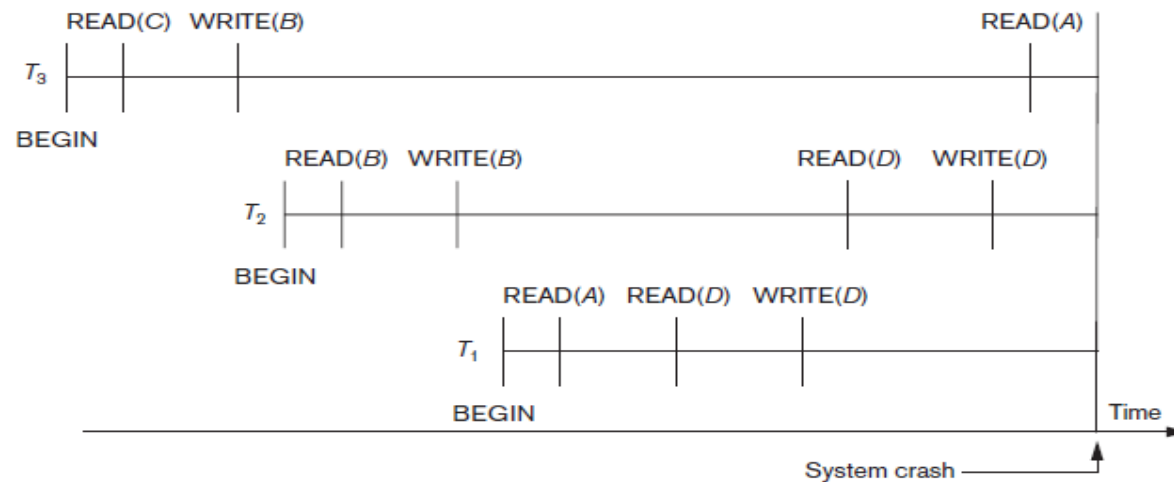 READ(C) WRITE(B) READ(A)
T3
BEGIN
READ(B) WRITE(B) READ(D) WRITE(D)
T2
BEGIN
READ(A) READ(D) WRITE(D)
T1
BEGIN
Time
System crash